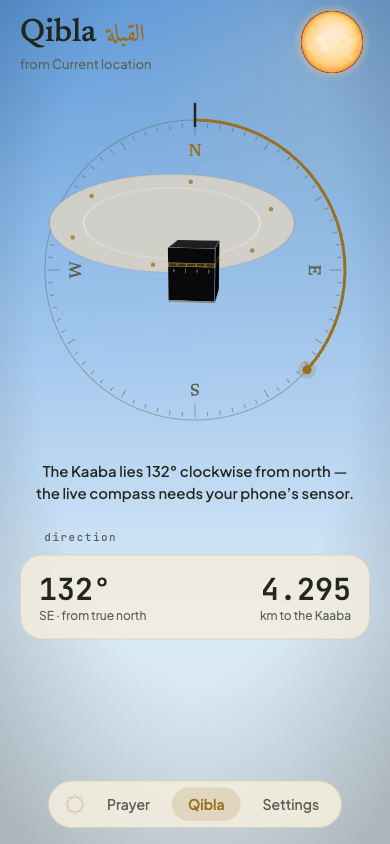 Qibla القبلة
from Current location
N
W
E
S
The Kaaba lies 132° clockwise from north —
the live compass needs your phone’s sensor.
direction
132°
4.295
SE · from true north
km to the Kaaba
Prayer
Qibla
Settings